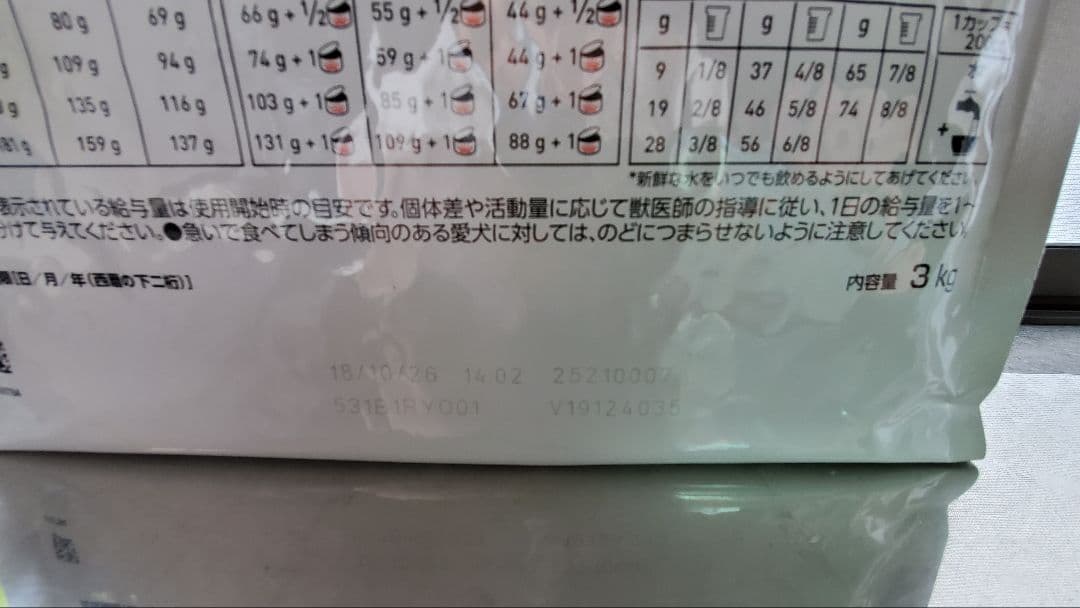 80 g 69 g 66 g + 1/2 55 g + 1/2 44 g + 1/2
109 g 94 g 74 g + 1 59 g + 1 44 g + 1
135 g 116 g 103 g + 1 85 g + 1 67 g + 1
159 g 137 g 131 g + 1 109 g + 1 88 g + 1
g g g
9 1/8 37 4/8 65 7/8
19 2/8 46 5/8 74 8/8
28 3/8 56 6/8
1カップ
+
*新鮮な水をいつでも飲めるようにしてあげてください
表示されている給与量は使用開始時の目安です。個体差や活動量に応じて獣医師の指導に従い、1日の給与量を1〜
分けて与えてください。●急いで食べてしまう傾向のある愛犬に対しては、のどにつまらせないように注意してください
限[日/月/年(西暦の下二桁)]
内容量 3 kg
18/10/26 14.02 25210007
531E1RYO01 V19124035